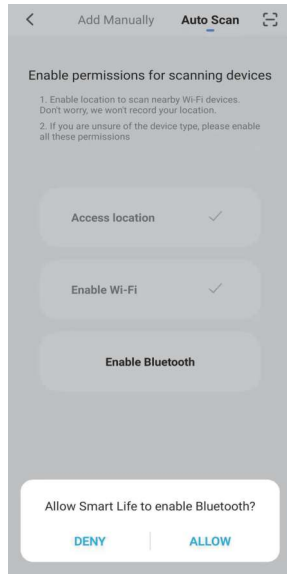 Add Manually Auto Scan
Enable permissions for scanning devices
1. Enable location to scan nearby Wi-Fi devices.
Don't worry, we won't record your location.
2. If you are unsure of the device type, please enable
all these permissions
Access location
Enable Wi-Fi
Enable Bluetooth
Allow Smart Life to enable Bluetooth?
DENY ALLOW